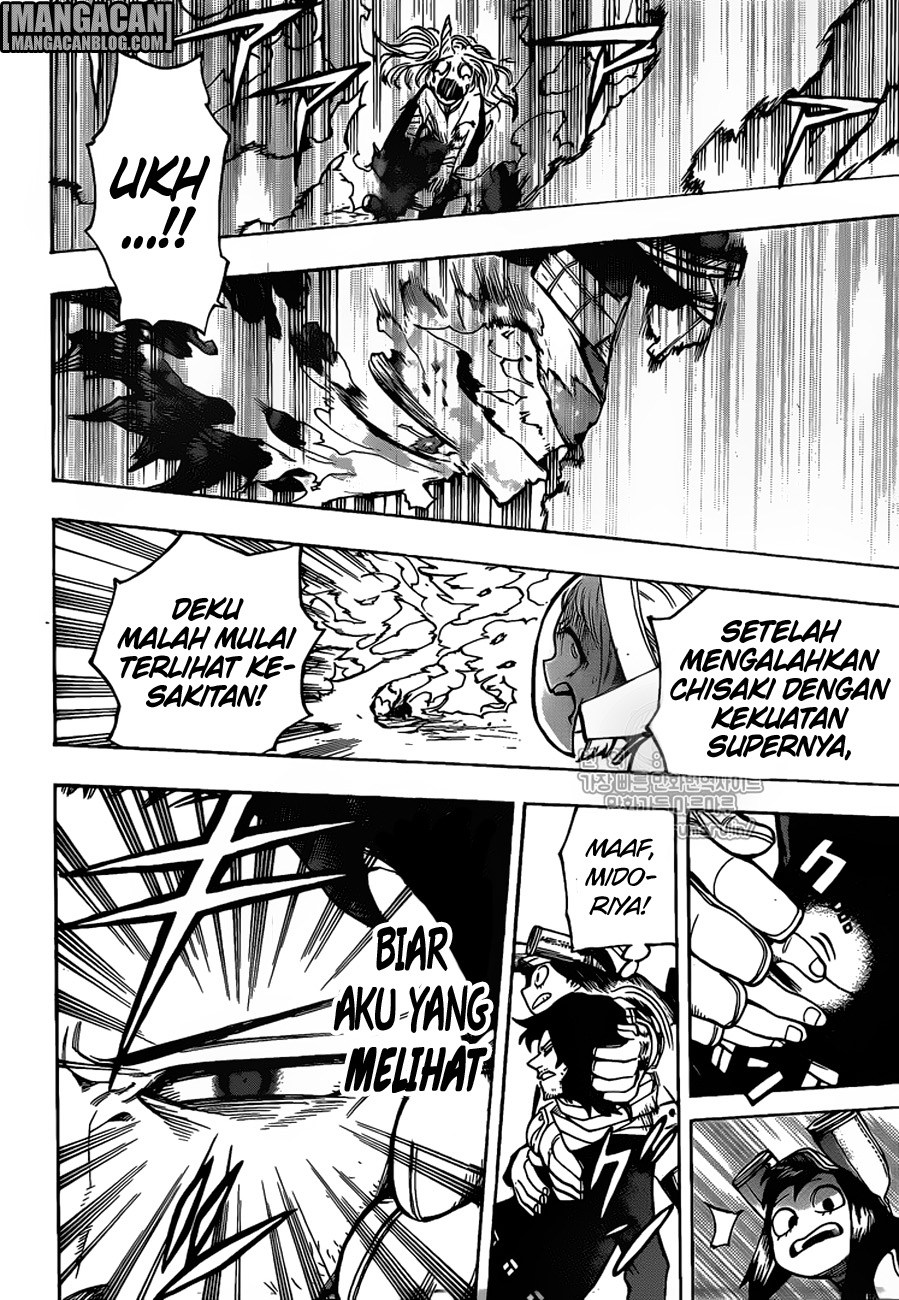 MANGACAN
MANGACANBLOG.COM
UKH
...!!
SETELAH
MENGALAHKAN
CHISAKI DENGAN
KEKUATAN
SUPERNYA,
DEKU
MALAH MULAI
TERLIHAT KE-
SAKITAN!
MAAF,
MIDO-
RIYA!
BIAR
AKU YANG
MELIHAT